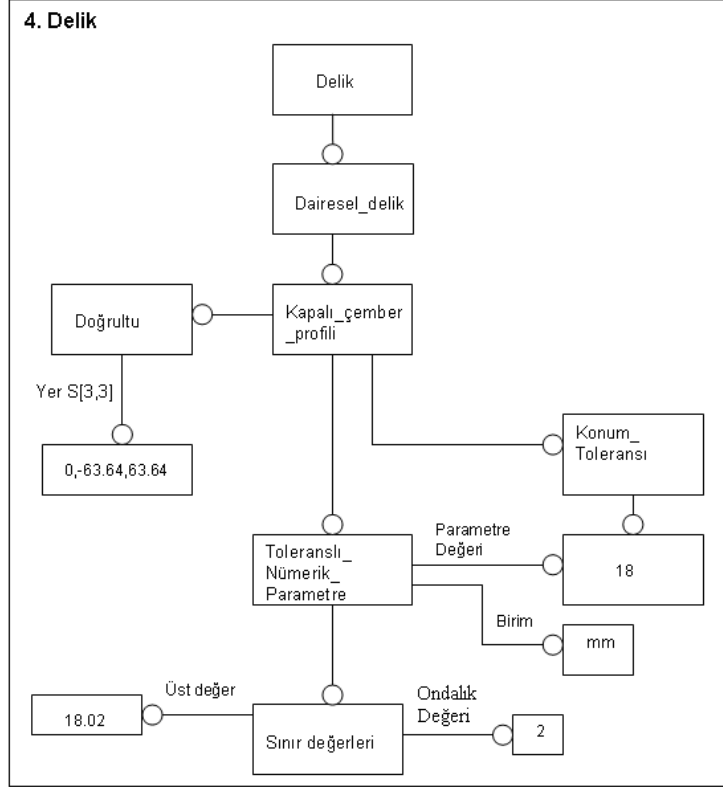 4. Delik
Delik
Dairesel_delik
Doğrultu
Kapalı_çember
_profili
Yer S[3,3]
0,-63.64,63.64
Konum_
Toleransı
Toleranslı_
Nümerik_
Parametre
Parametre
Değeri
18
Birim
mm
Üst değer
18.02
Sınır değerleri
Ondalık
Değeri
2